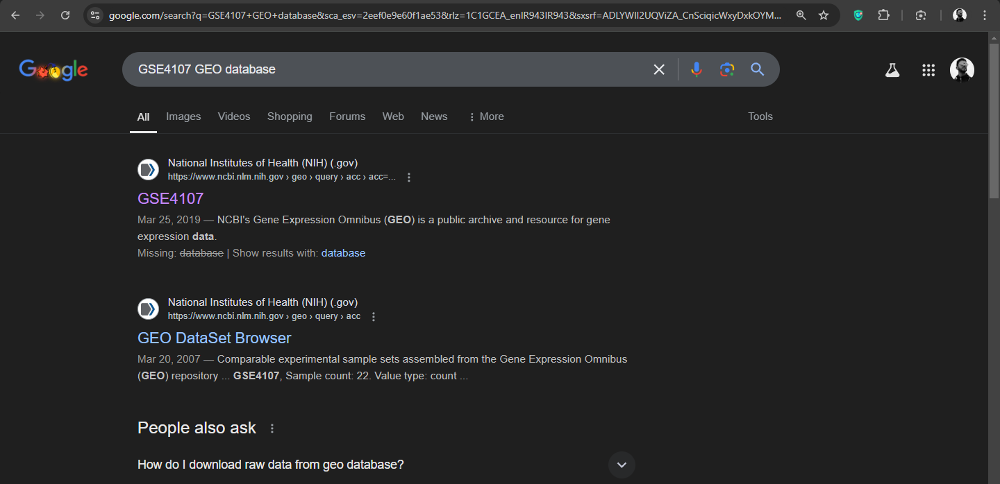 google.com/search?q=GSE4107+GEO+database&sca_esv=2eef0e9e60f1ae53&rlz=1C1GCEA_enIR943IR943&sxsrf=ADLYWIl2UQViZA_CnSciqicWxyDxkOYM...
Google
GSE4107 GEO database
All Images Videos Shopping Forums Web News More Tools
National Institutes of Health (NIH) (.gov)
https://www.ncbi.nlm.nih.gov › geo › query › acc › acc=...
GSE4107
Mar 25, 2019 — NCBI's Gene Expression Omnibus (GEO) is a public archive and resource for gene
expression data.
Missing: database | Show results with: database
National Institutes of Health (NIH) (.gov)
https://www.ncbi.nlm.nih.gov › geo › query › acc
GEO DataSet Browser
Mar 20, 2007 — Comparable experimental sample sets assembled from the Gene Expression Omnibus
(GEO) repository ... GSE4107, Sample count: 22. Value type: count ...
People also ask
How do I download raw data from geo database?